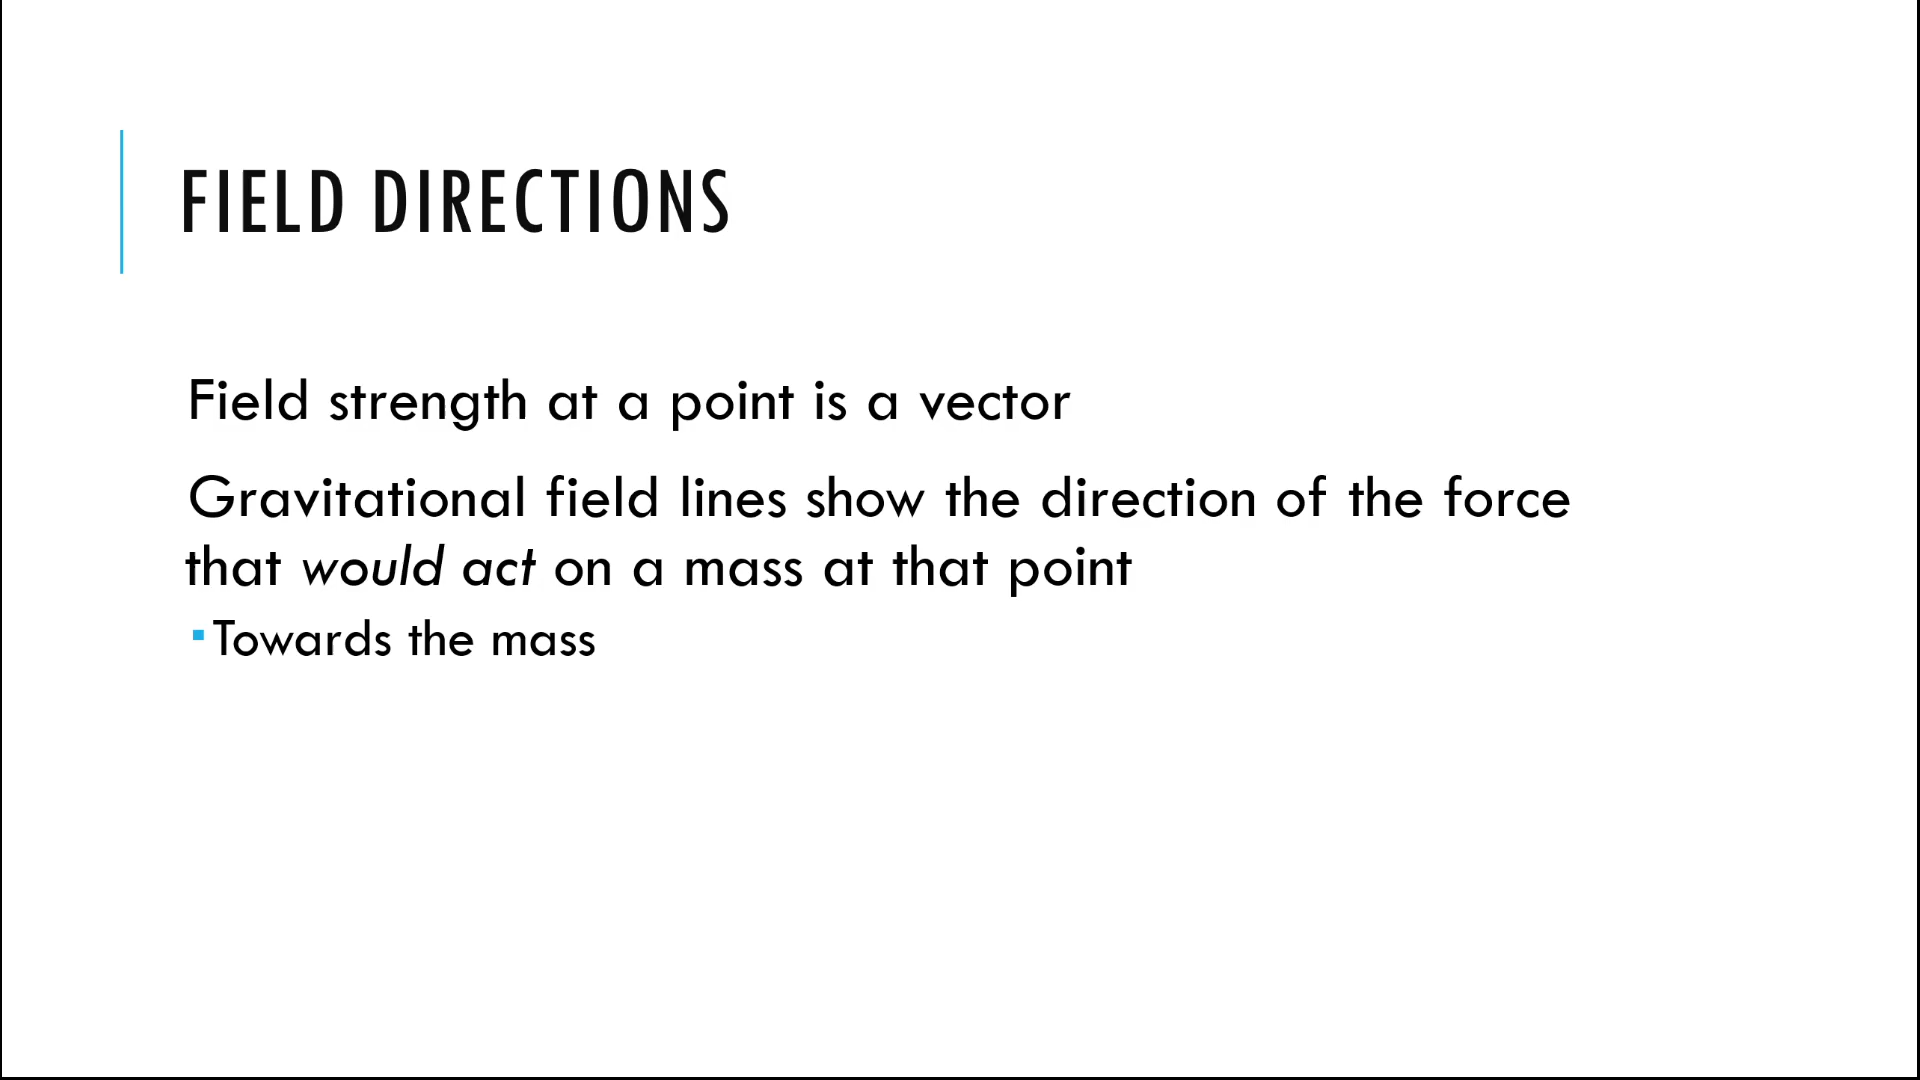 FIELD DIRECTIONS
Field strength at a point is a vector
Gravitational field lines show the direction of the force
that would act on a mass at that point
▪Towards the mass